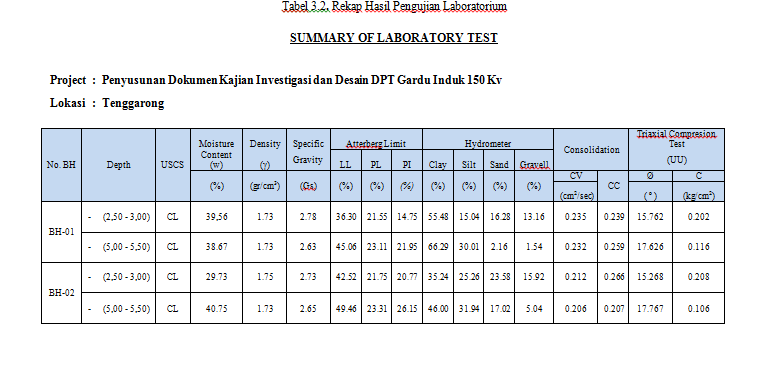 Tabel 3.2. Rekap Hasil Pengujian Laboratorium
SUMMARY OF LABORATORY TEST
Project : Penyusunan Dokumen Kajian Investigasi dan Desain DPT Gardu Induk 150 Kv
Lokasi : Tenggarong
No. BH Depth USCS Moisture Content (w) (%) Density (γ) (gr/cm³) Specific Gravity (Gs) Atterberg Limit LL (%) PL (%) PI (%) Hydrometer Clay (%) Silt (%) Sand (%) Gravell (%) Consolidation CV (cm²/sec) CC Triaxial Compresion Test (UU) Ø (°) C (kg/cm²)
BH-01 - (2,50 - 3,00) CL 39,56 1.73 2.78 36.30 21.55 14.75 55.48 15.04 16.28 13.16 0.235 0.239 15.762 0.202
- (5,00 - 5,50) CL 38.67 1.73 2.63 45.06 23.11 21.95 66.29 30.01 2.16 1.54 0.232 0.259 17.626 0.116
BH-02 - (2,50 - 3,00) CL 29.73 1.75 2.73 42.52 21.75 20.77 35.24 25.26 23.58 15.92 0.212 0.266 15.268 0.208
- (5,00 - 5,50) CL 40.75 1.73 2.65 49.46 23.31 26.15 46.00 31.94 17.02 5.04 0.206 0.207 17.767 0.106